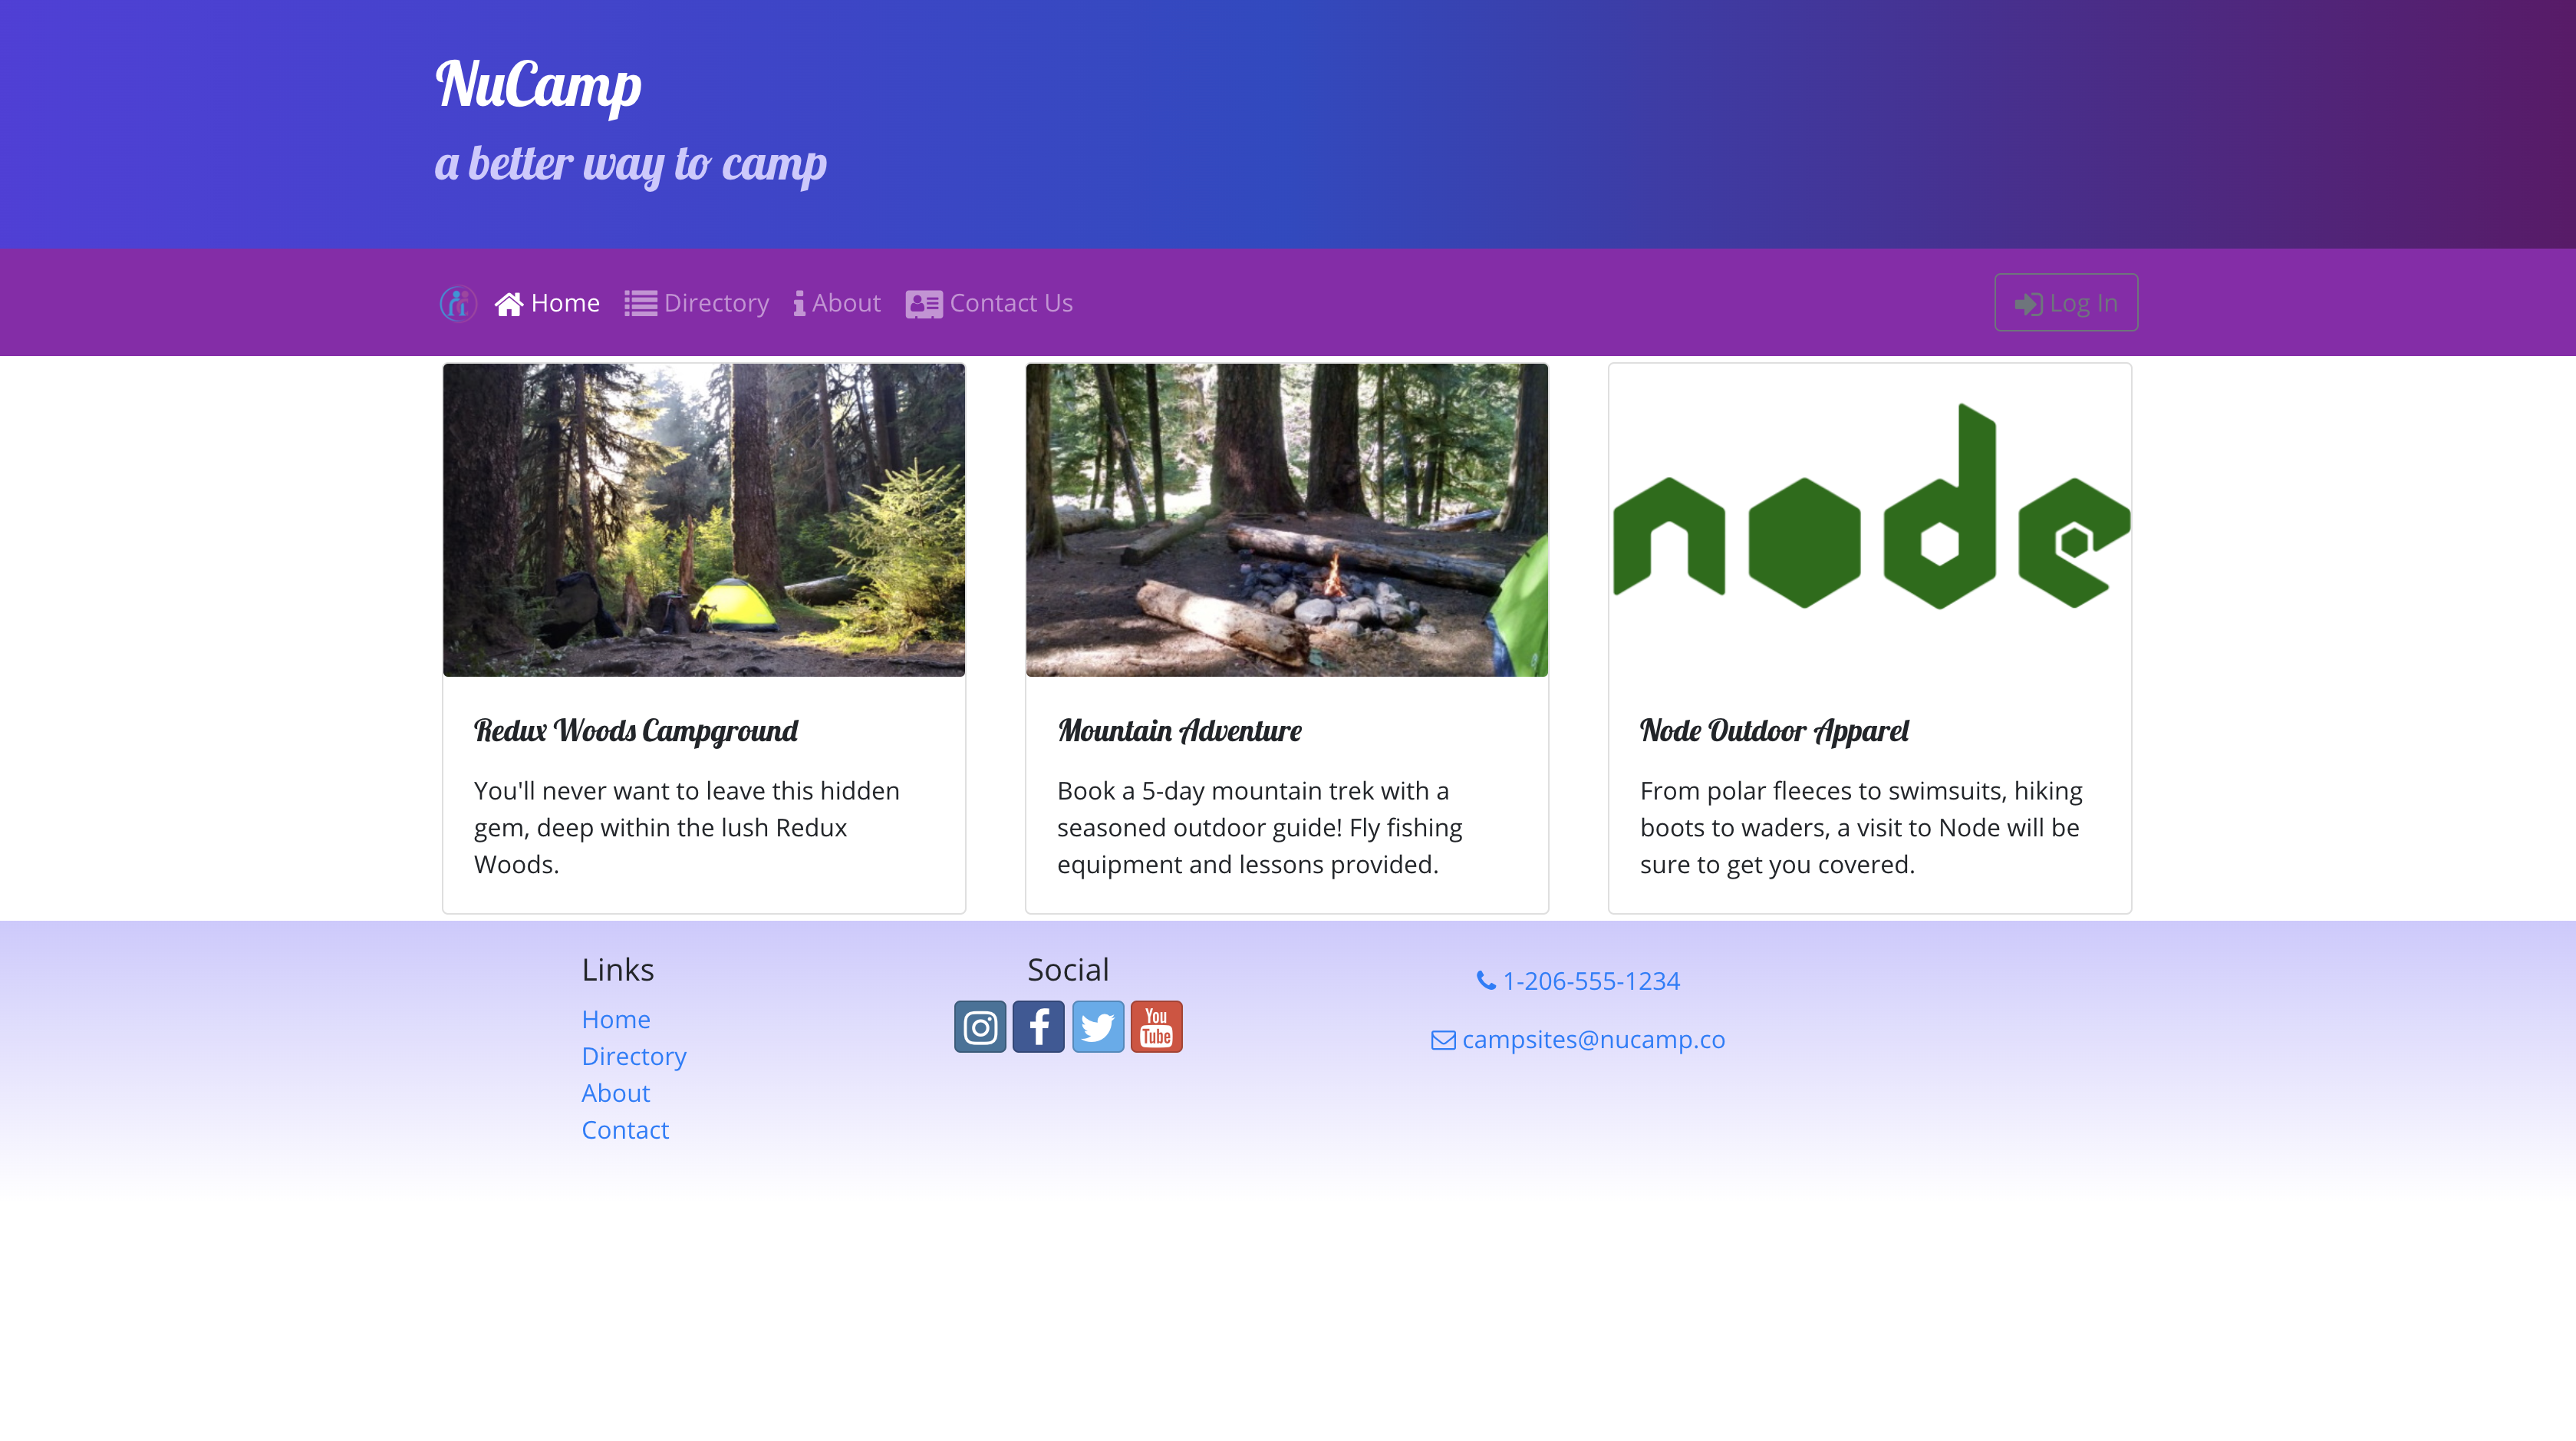 NuCamp
a better way to camp
Home Directory About Contact Us Log In
node
Redux Woods Campground
You'll never want to leave this hidden
gem, deep within the lush Redux
Woods.
Mountain Adventure
Book a 5-day mountain trek with a
seasoned outdoor guide! Fly fishing
equipment and lessons provided.
Node Outdoor Apparel
From polar fleeces to swimsuits, hiking
boots to waders, a visit to Node will be
sure to get you covered.
Links
Home
Directory
About
Contact
Social
You
Tube
1-206-555-1234
campsites@nucamp.co